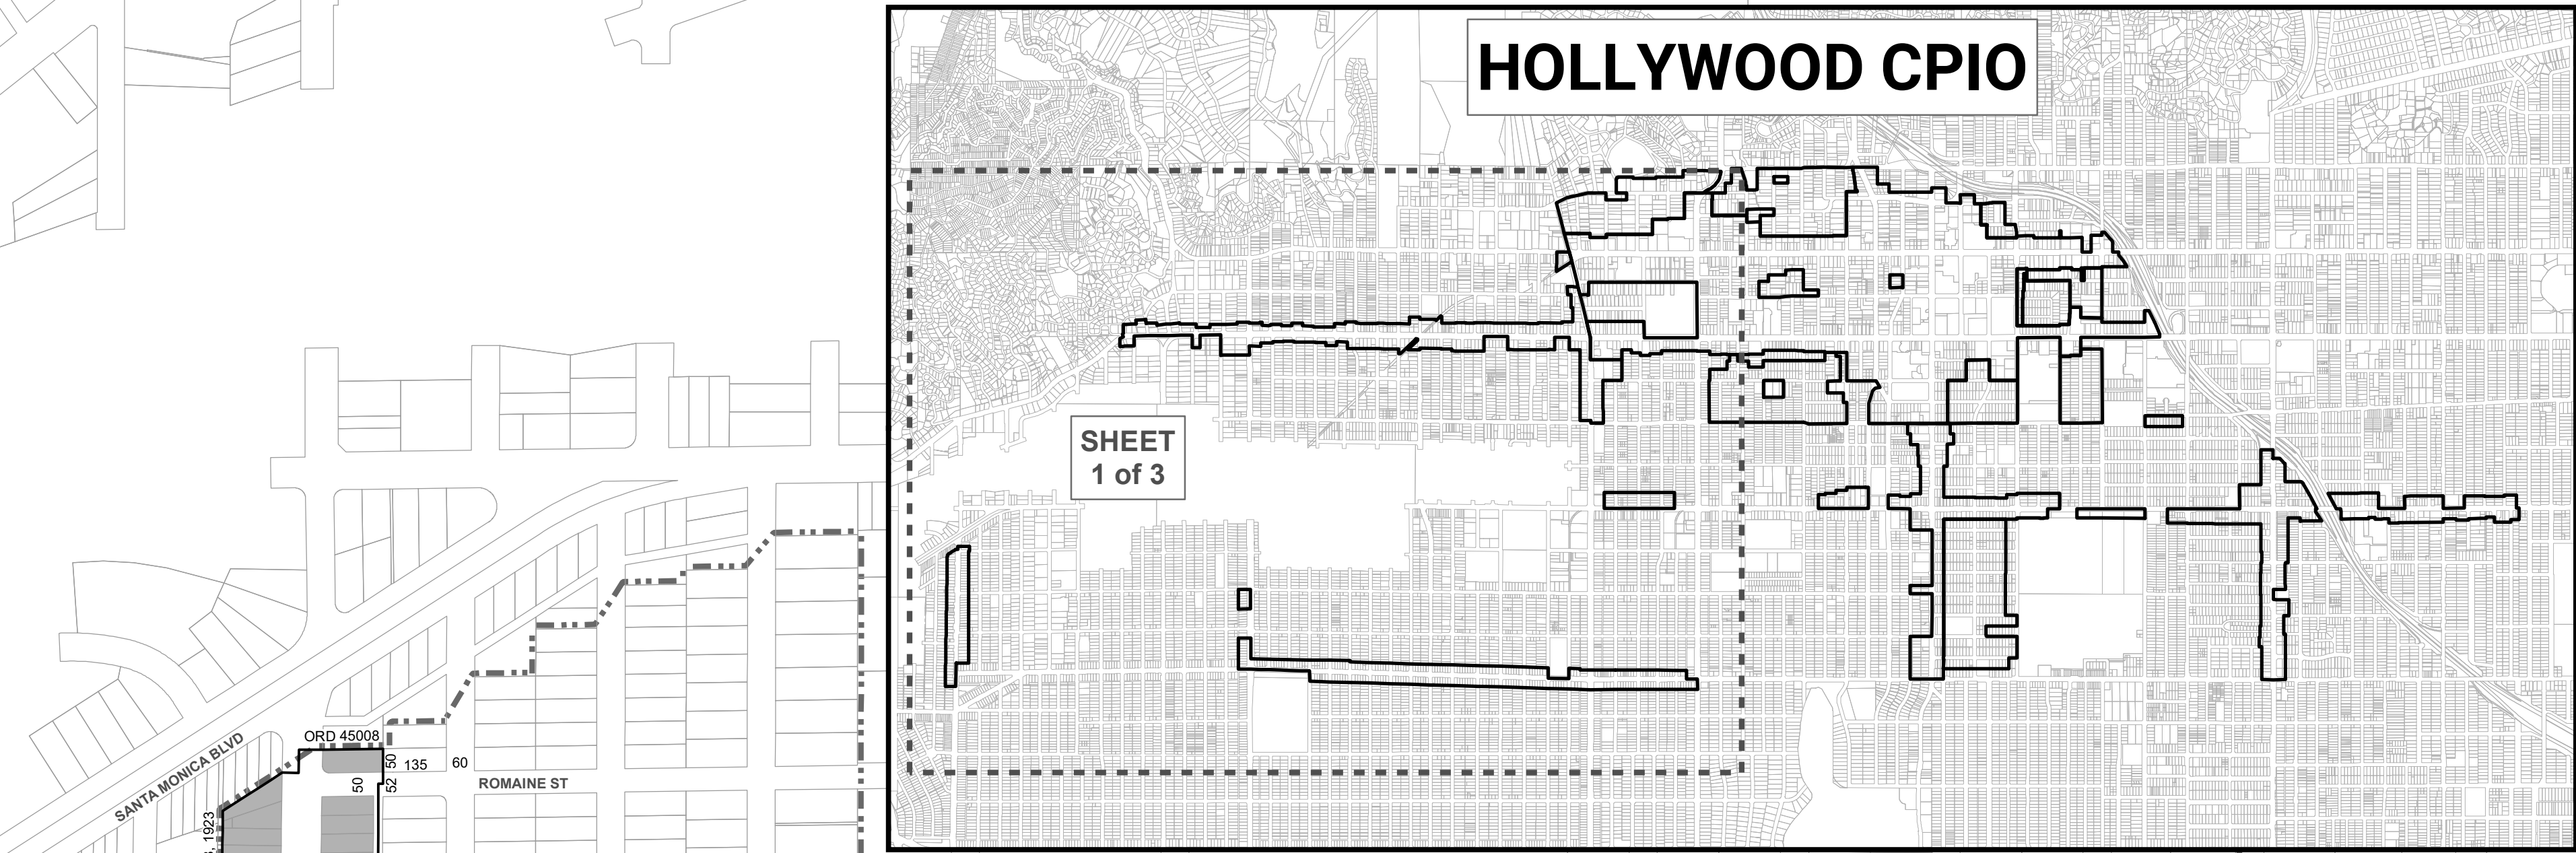 HOLLYWOOD CPIO
SHEET
1 of 3
ORD 45008
SANTA MONICA BLVD
50
135
60
50
52
ROMAINE ST
, 1923